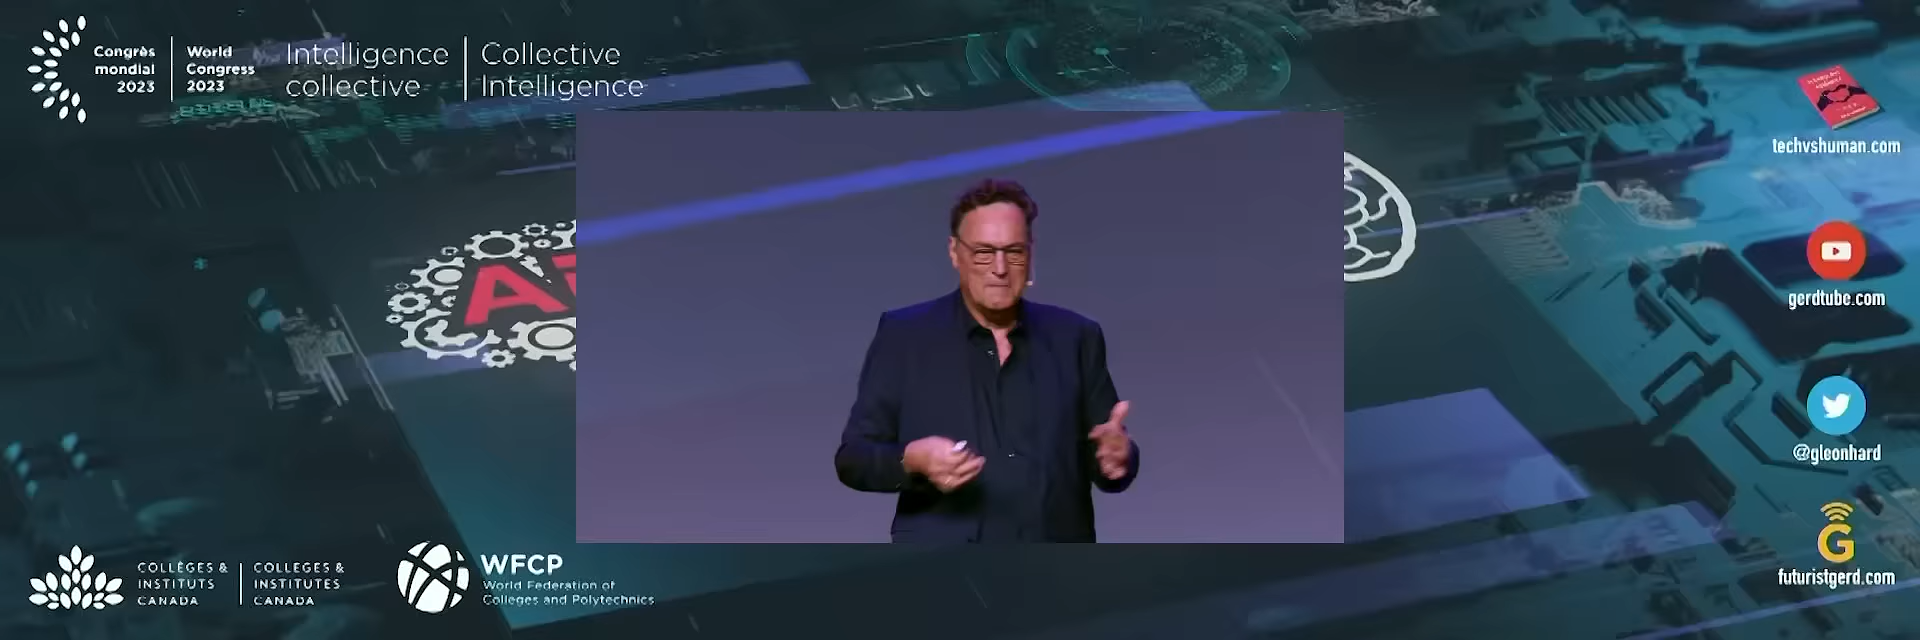 Congrès
mondial
2023
World
Congress
2023
Intelligence
collective
Collective
Intelligence
techvshuman.com
gerdtube.com
@gleonhard
G
futuristgerd.com
COLLÈGES &
INSTITUTS
CANADA
COLLEGES &
INSTITUTES
CANADA
WFCP
World Federation of
Colleges and Polytechnics